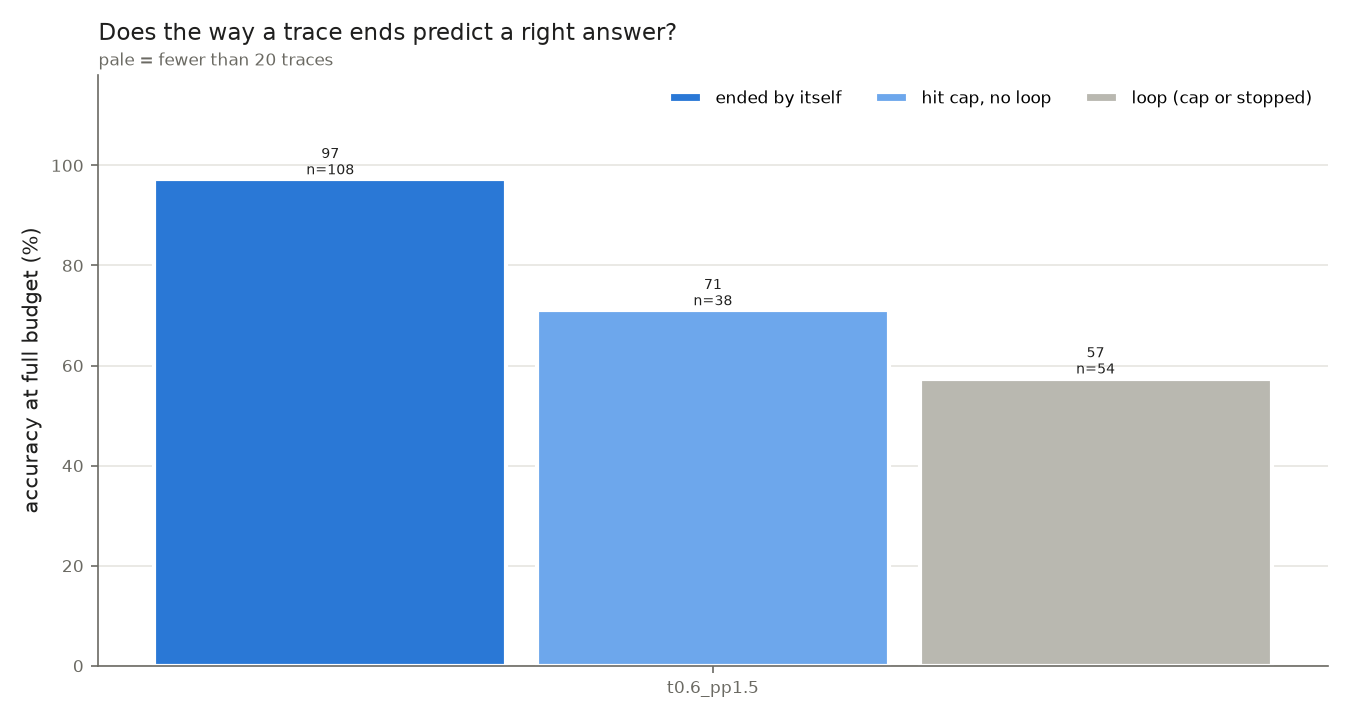 Does the way a trace ends predict a right answer?
pale = fewer than 20 traces
ended by itself
hit cap, no loop
loop (cap or stopped)
accuracy at full budget (%)
100
80
60
40
20
0
97
n=108
71
n=38
57
n=54
t0.6_pp1.5